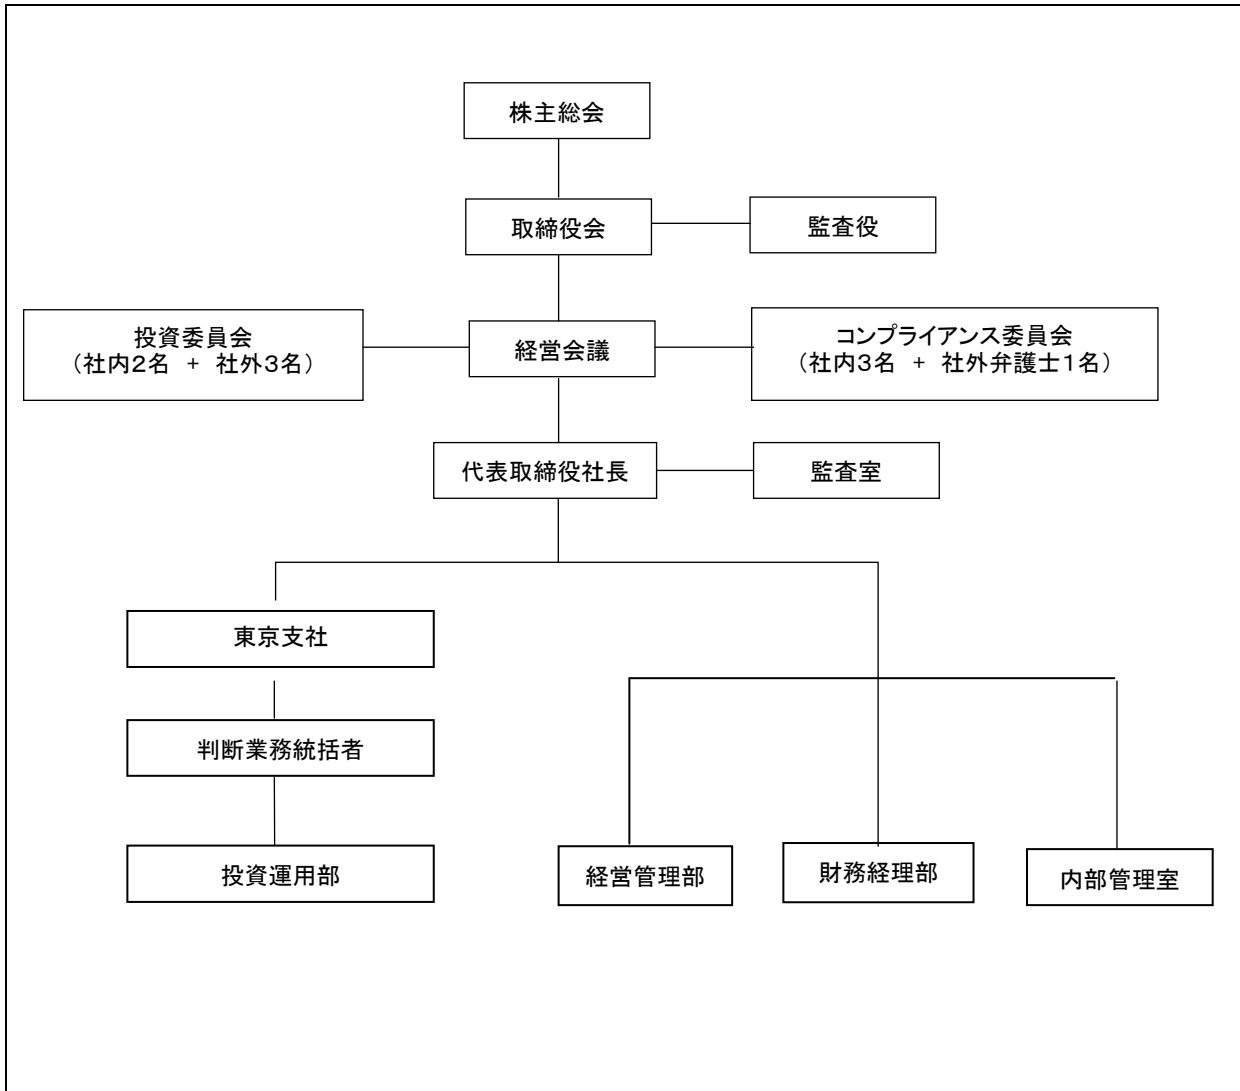 株主総会
取締役会
監査役
投資委員会
（社内２名　＋　社外３名）
経営会議
コンプライアンス委員会
（社内３名　＋　社外弁護士１名）
代表取締役社長
監査室
東京支社
判断業務統括者
投資運用部
経営管理部
財務経理部
内部管理室